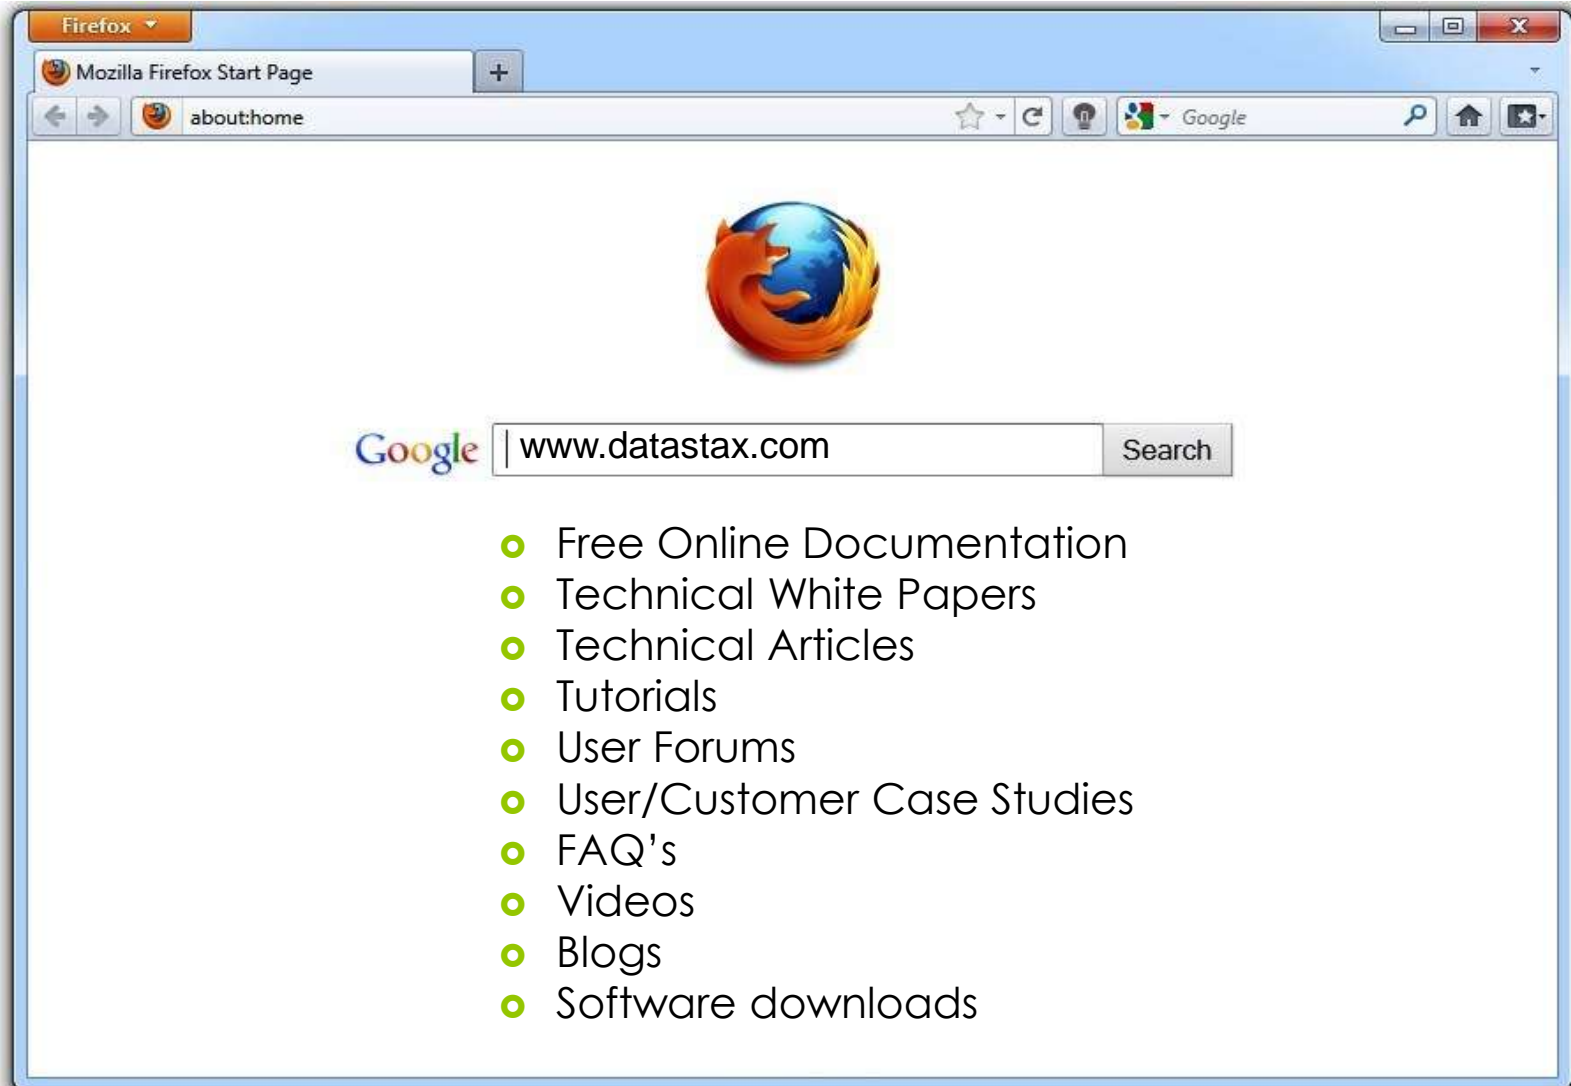 Firefox
Mozilla Firefox Start Page
about:home
Google
Google
www.datastax.com
Search
Free Online Documentation
Technical White Papers
Technical Articles
Tutorials
User Forums
User/Customer Case Studies
FAQ’s
Videos
Blogs
Software downloads